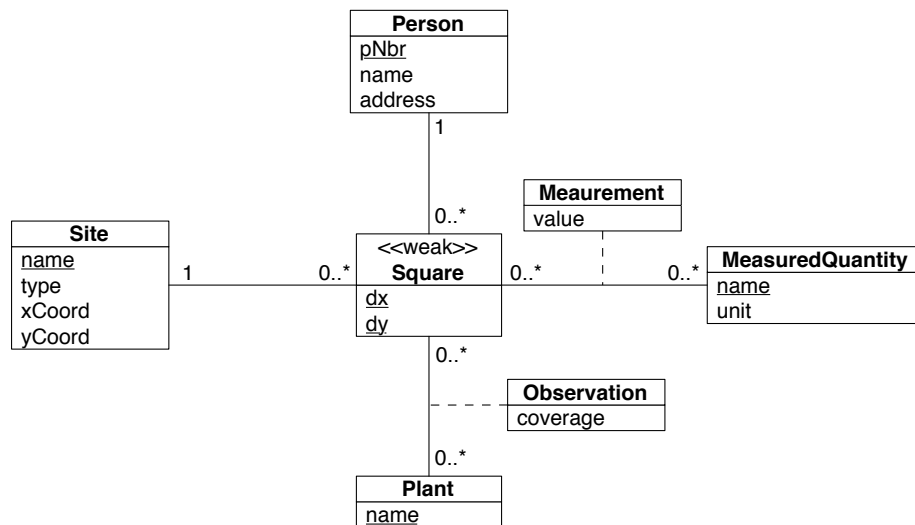 Person
pNbr
name
address
1
0..*
Meaurement
value
Site
name
type
xCoord
yCoord
1
0..*
<<weak>>
Square
dx
dy
0..*
0..*
MeasuredQuantity
name
unit
0..*
Observation
coverage
0..*
Plant
name